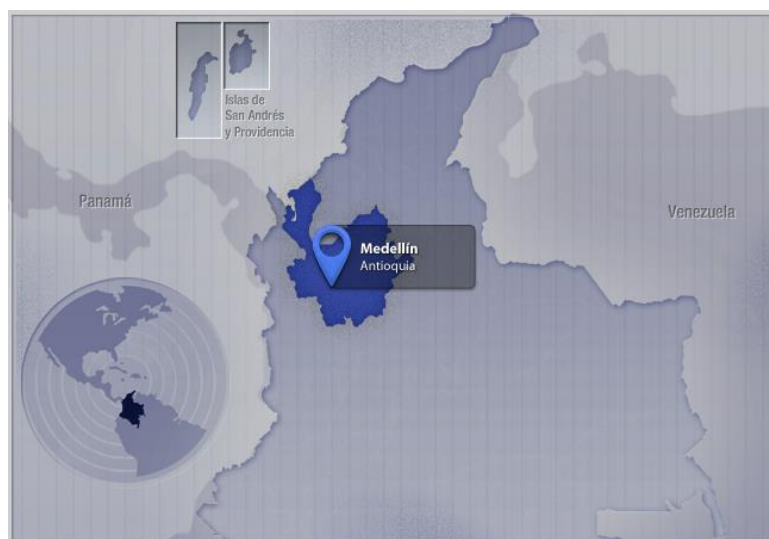 Islas de
San Andrés
y Providencia
Panamá
Venezuela
Medellín
Antioquia